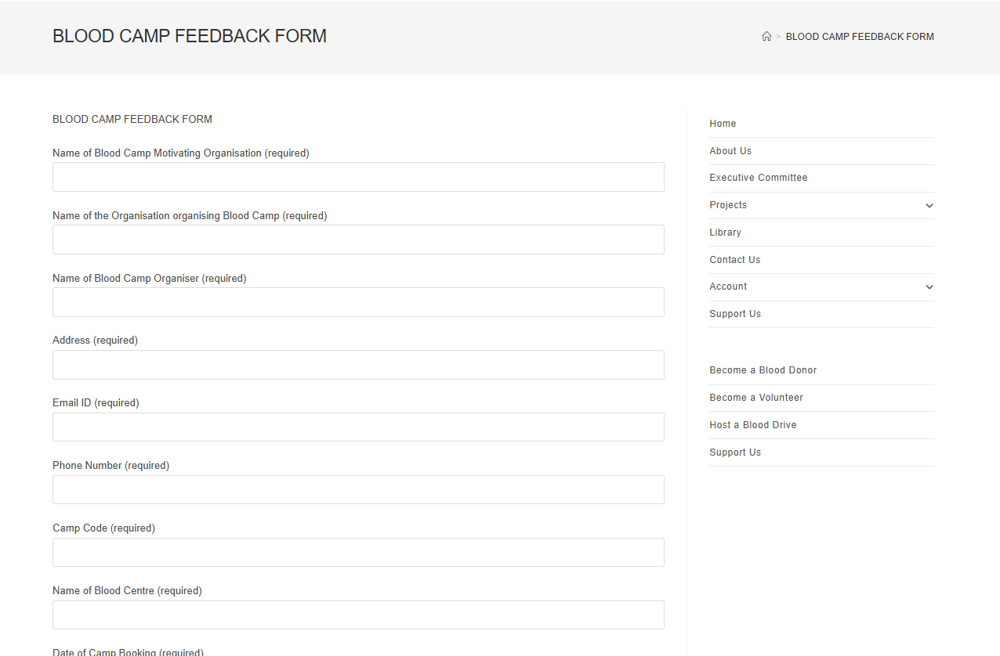 BLOOD CAMP FEEDBACK FORM
> BLOOD CAMP FEEDBACK FORM
BLOOD CAMP FEEDBACK FORM
Name of Blood Camp Motivating Organisation (required)
Name of the Organisation organising Blood Camp (required)
Name of Blood Camp Organiser (required)
Address (required)
Email ID (required)
Phone Number (required)
Camp Code (required)
Name of Blood Centre (required)
Date of Camp Booking (required)
Home
About Us
Executive Committee
Projects
Library
Contact Us
Account
Support Us
Become a Blood Donor
Become a Volunteer
Host a Blood Drive
Support Us